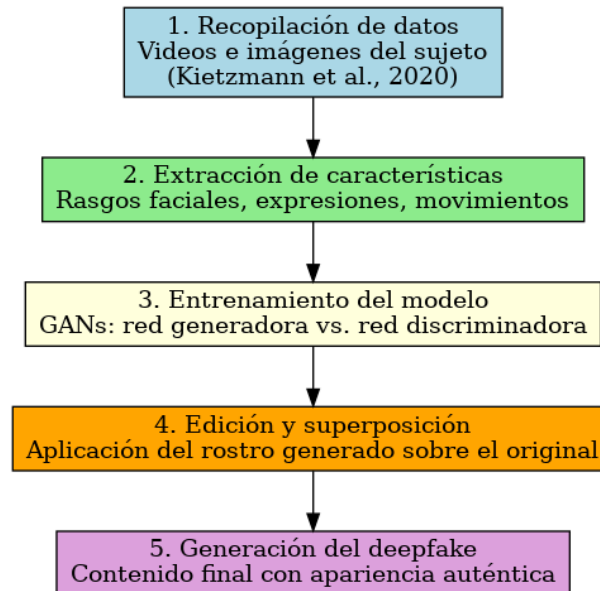 1. Recopilación de datos
Videos e imágenes del sujeto
(Kietzmann et al., 2020)
2. Extracción de características
Rasgos faciales, expresiones, movimientos
3. Entrenamiento del modelo
GANs: red generadora vs. red discriminadora
4. Edición y superposición
Aplicación del rostro generado sobre el original
5. Generación del deepfake
Contenido final con apariencia auténtica